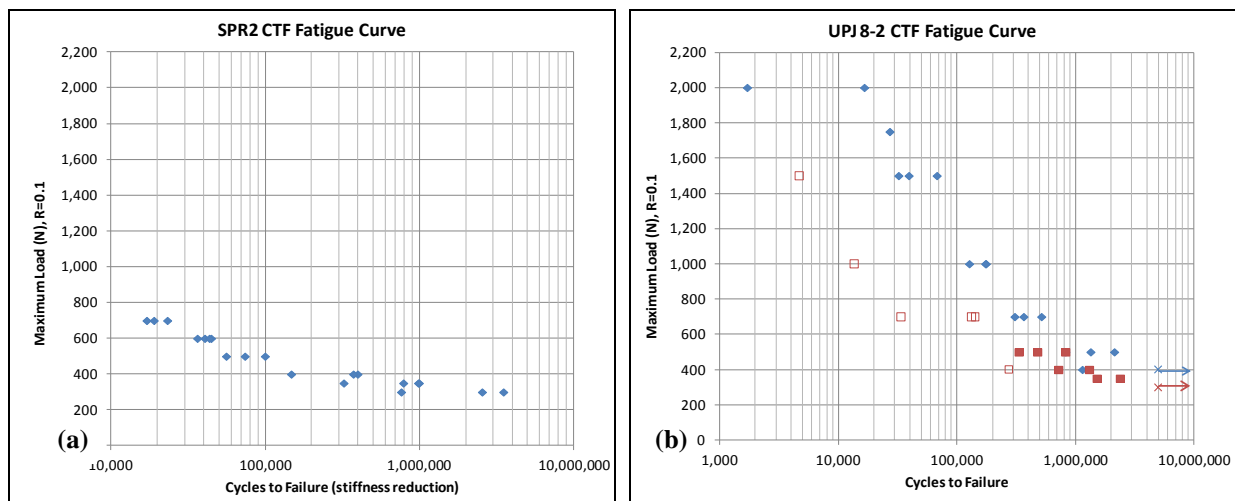 SPR2 CTF Fatigue Curve
2,200
2,000
1,800
1,600
1,400
1,200
1,000
800
600
400
200
Maximum Load (N), R=0.1
(a)
10,000 100,000 1,000,000 10,000,000
Cycles to Failure (stiffness reduction)
UPJ8-2 CTF Fatigue Curve
2,200
2,000
1,800
1,600
1,400
1,200
1,000
800
600
400
200
0
Maximum Load (N), R=0.1
(b)
1,000 10,000 100,000 1,000,000 10,000,000
Cycles to Failure